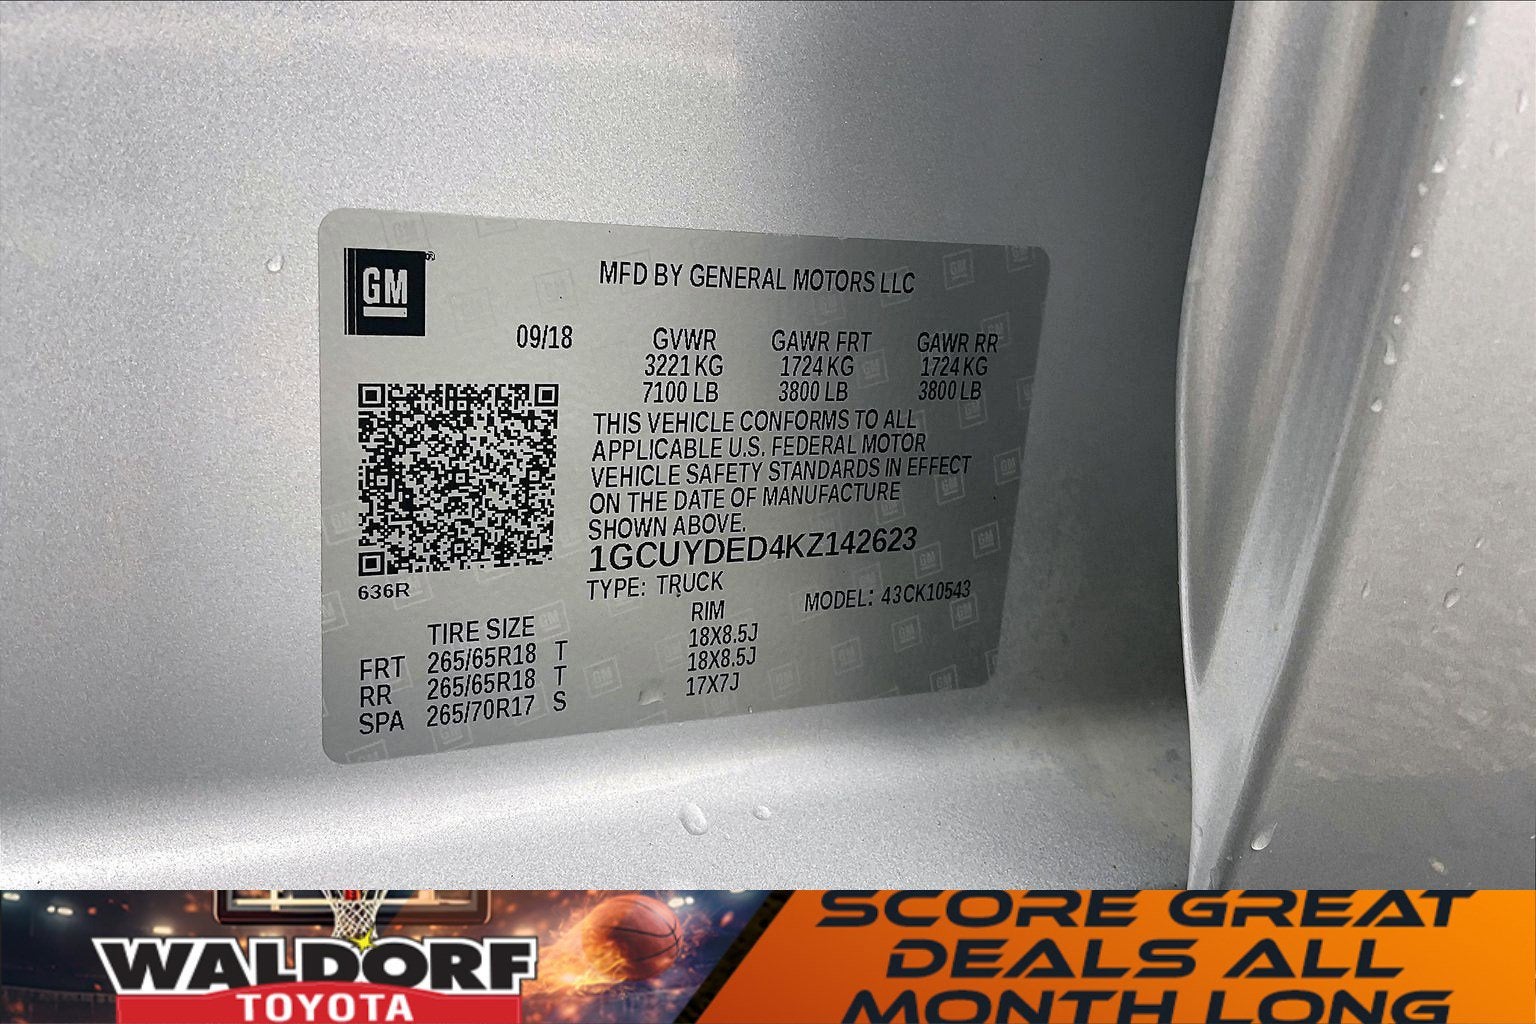 GM
MFD BY GENERAL MOTORS LLC
09/18 GVWR GAWR FRT GAWR RR
3221 KG 1724 KG 1724 KG
7100 LB 3800 LB 3800 LB
THIS VEHICLE CONFORMS TO ALL
APPLICABLE U.S. FEDERAL MOTOR
VEHICLE SAFETY STANDARDS IN EFFECT
ON THE DATE OF MANUFACTURE
SHOWN ABOVE.
1GCUYDED4KZ142623
636R
TYPE: TRUCK MODEL: 43CK10543
TIRE SIZE RIM
FRT 265/65R18 T 18X8.5J
RR 265/65R18 T 18X8.5J
SPA 265/70R17 S 17X7J
WALDORF
TOYOTA
SCORE GREAT
DEALS ALL
MONTH LONG